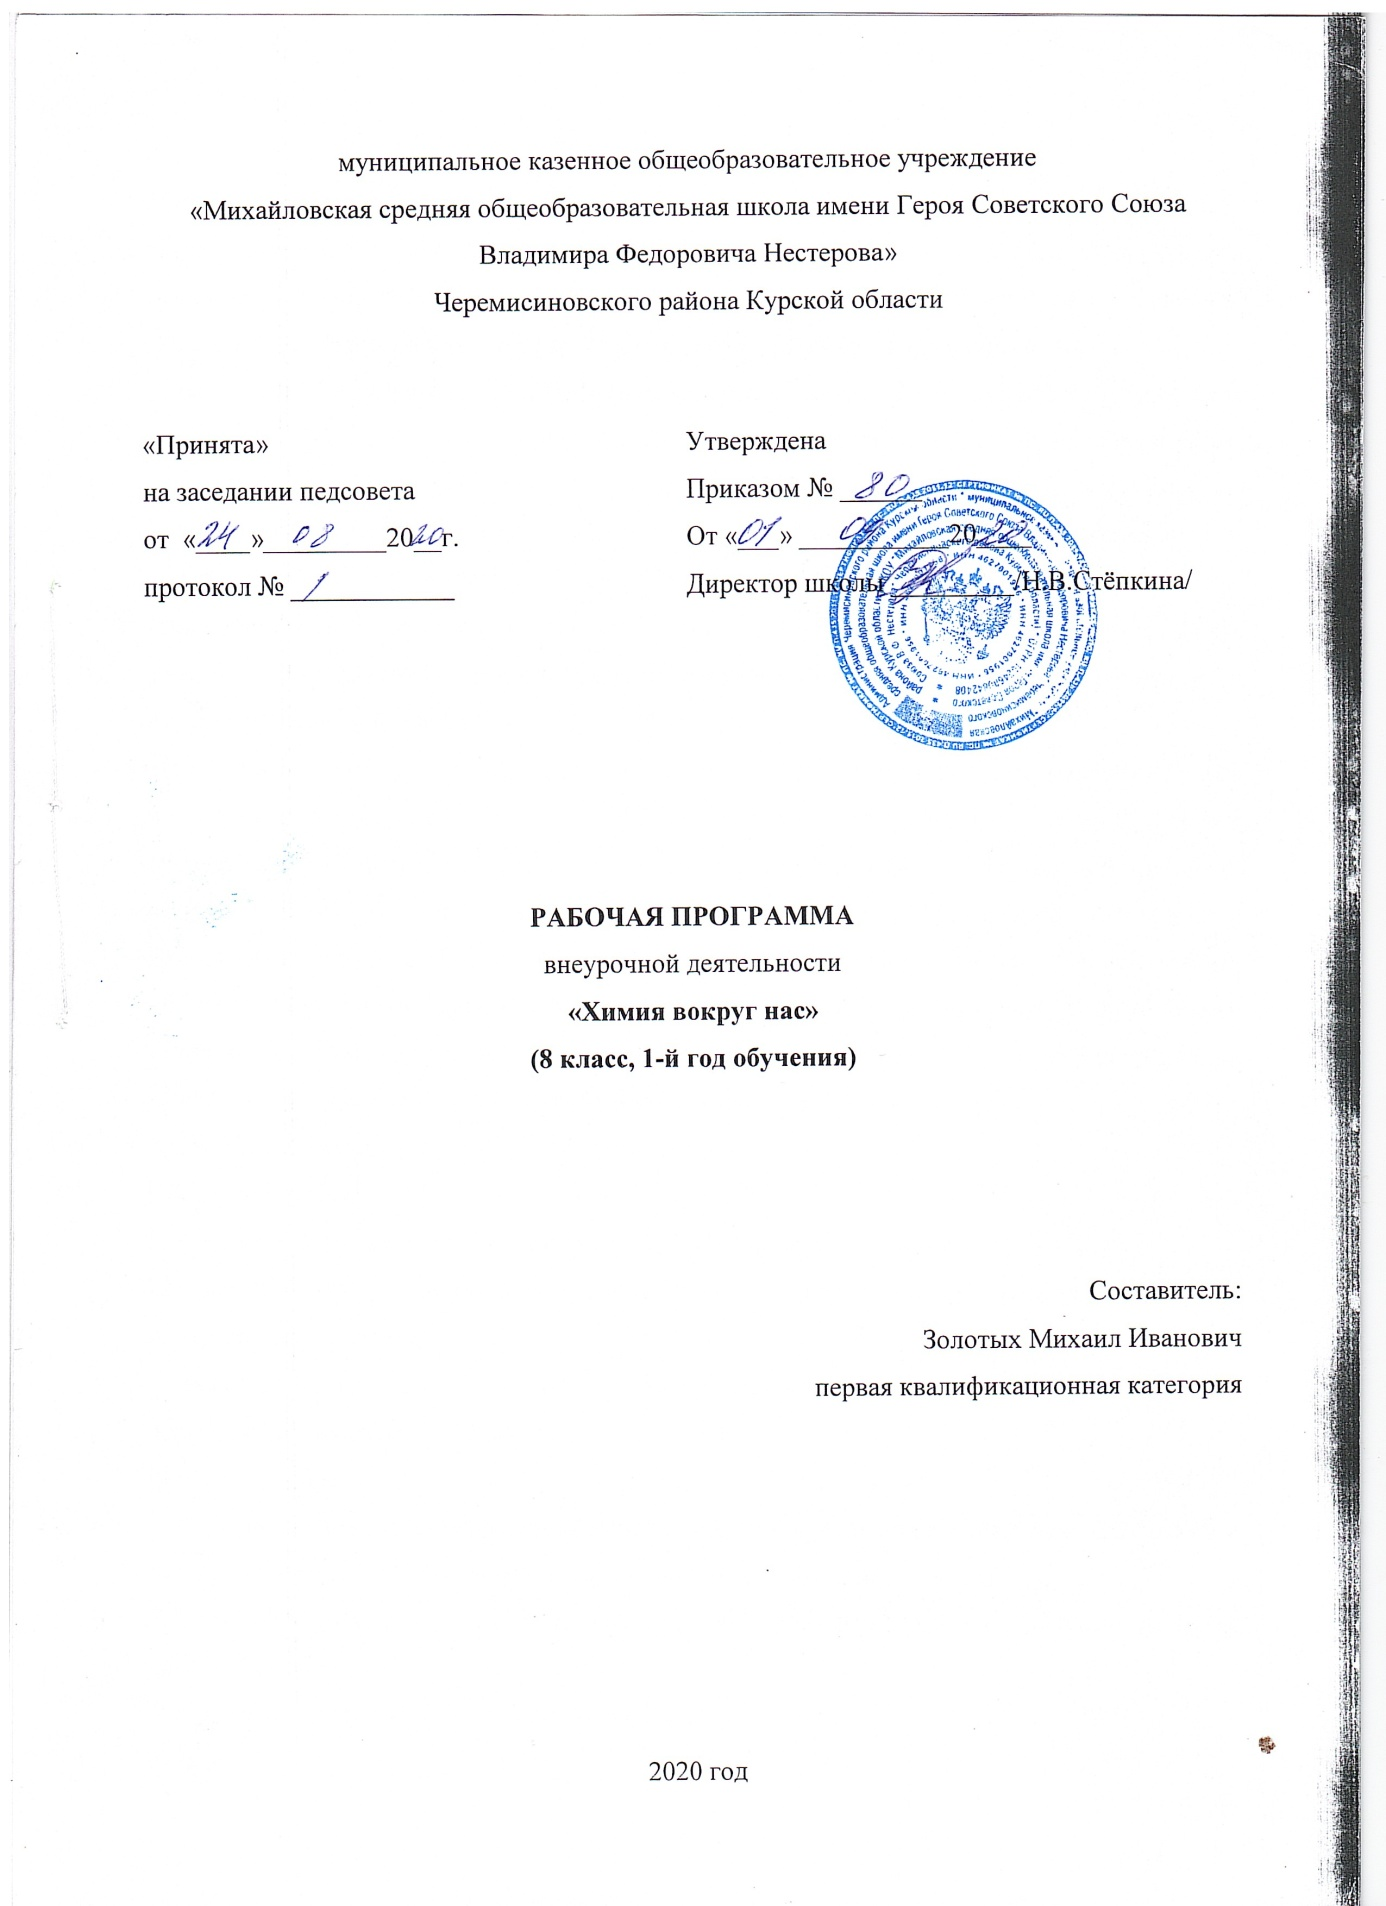 муниципальное казенное общеобразовательное учреждение
«Михайловская средняя общеобразовательная школа имени Героя Советского Союза
Владимира Федоровича Нестерова»
Черемисиновского района Курской области
«Принята»
на заседании педсовета
от «24» 08 2020г.
протокол № 1
Утверждена
Приказом № 80
От «01» 20
Директор школы /Н.В.Стёпкина/
РАБОЧАЯ ПРОГРАММА
внеурочной деятельности
«Химия вокруг нас»
(8 класс, 1-й год обучения)
Составитель:
Золотых Михаил Иванович
первая квалификационная категория
2020 год